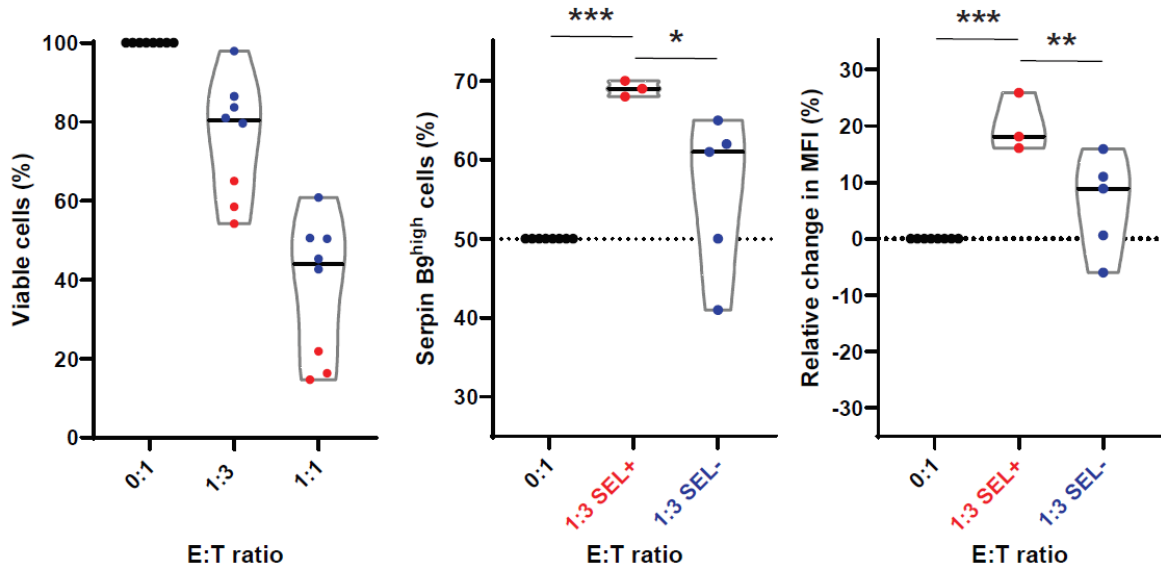 Viable cells (%)
100
80
60
40
20
0
0:1
1:3
1:1
E:T ratio
***
*
Serpin B9high cells (%)
70
60
50
40
30
0:1
1:3 SEL+
1:3 SEL-
E:T ratio
***
**
Relative change in MFI (%)
30
20
10
0
-10
-20
-30
0:1
1:3 SEL+
1:3 SEL-
E:T ratio